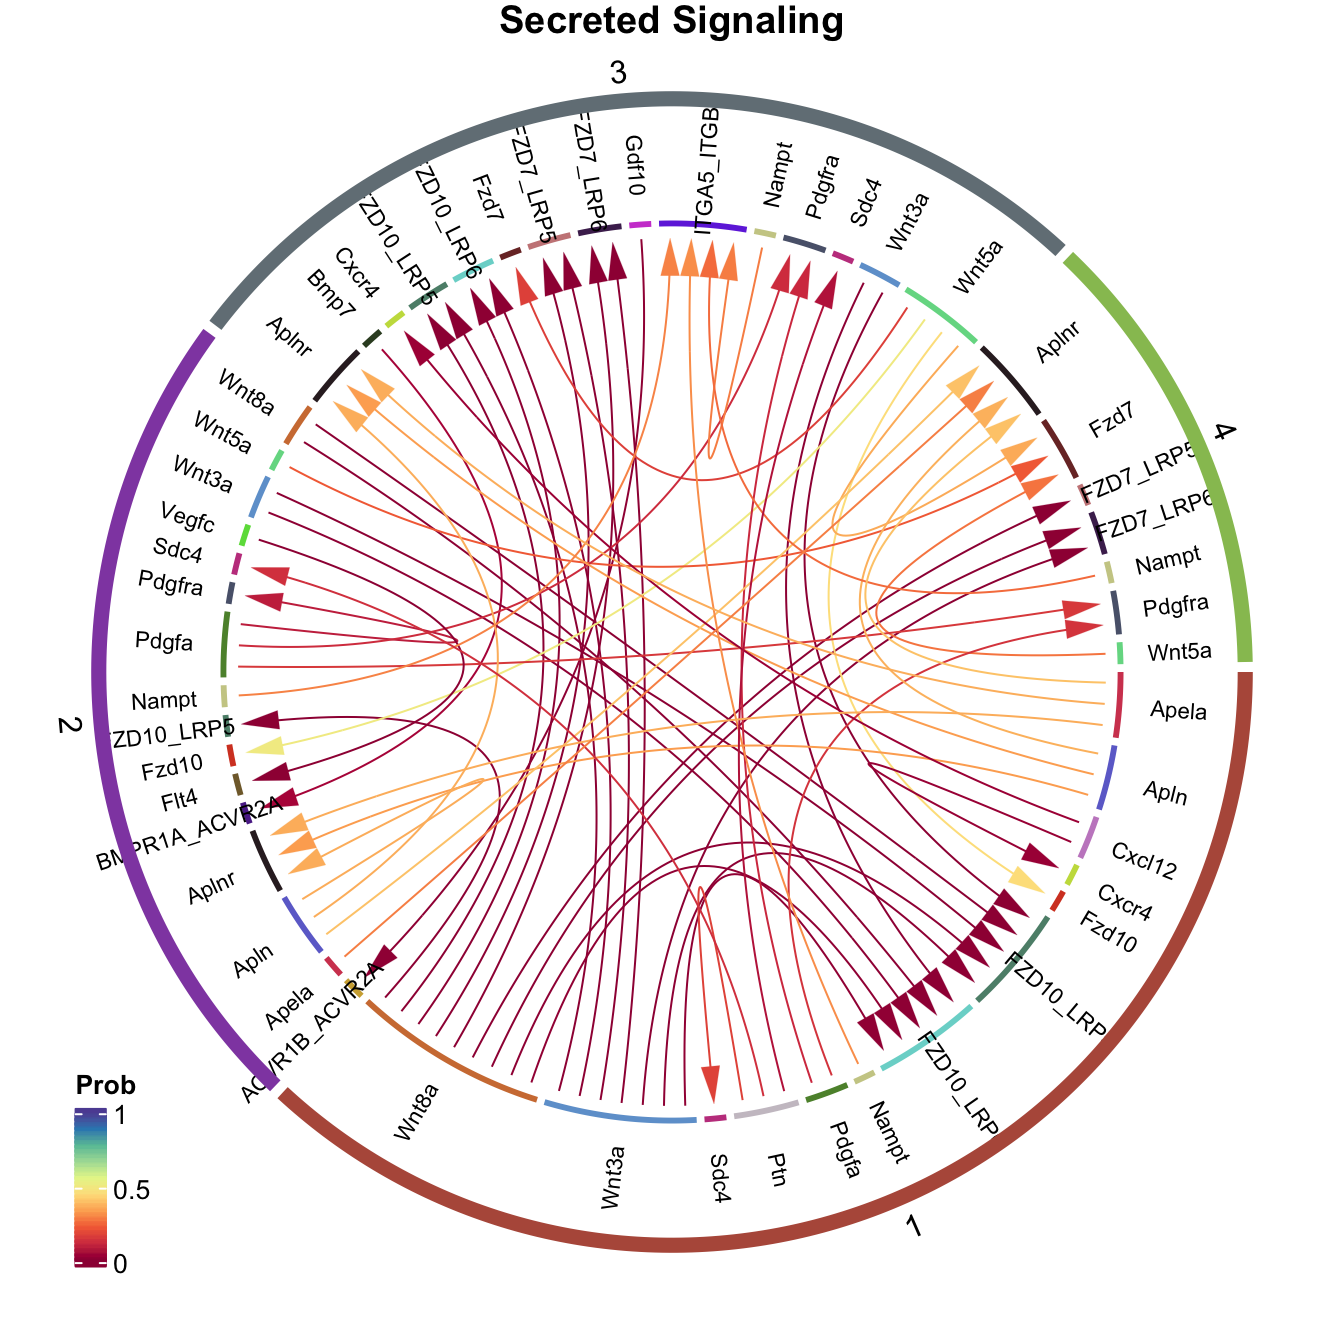 Secreted Signaling
3
Gdf10
ITGA5_ITGB
Nampt
Pdgfra
Sdc4
Wnt3a
Wnt5a
4
Aplnr
Fzd7
FZD7_LRP5
FZD7_LRP6
Nampt
Pdgfra
Wnt5a
Apela
Apln
Cxcl12
Cxcr4
Fzd10
FZD10_LRP
FZD10_LRP
1
Nampt
Pdgfa
Ptn
Sdc4
Wnt3a
Wnt8a
ACVR1B_ACVR2A
Apela
Apln
Aplnr
BMPR1A_ACVR2A
Flt4
Fzd10
ZD10_LRP5
2
Nampt
Pdgfa
Pdgfra
Sdc4
Vegfc
Wnt3a
Wnt5a
Wnt8a
Aplnr
Bmp7
Cxcr4
FZD10_LRP5
FZD10_LRP6
Fzd7
FZD7_LRP5
FZD7_LRP6
Prob
1
0.5
0